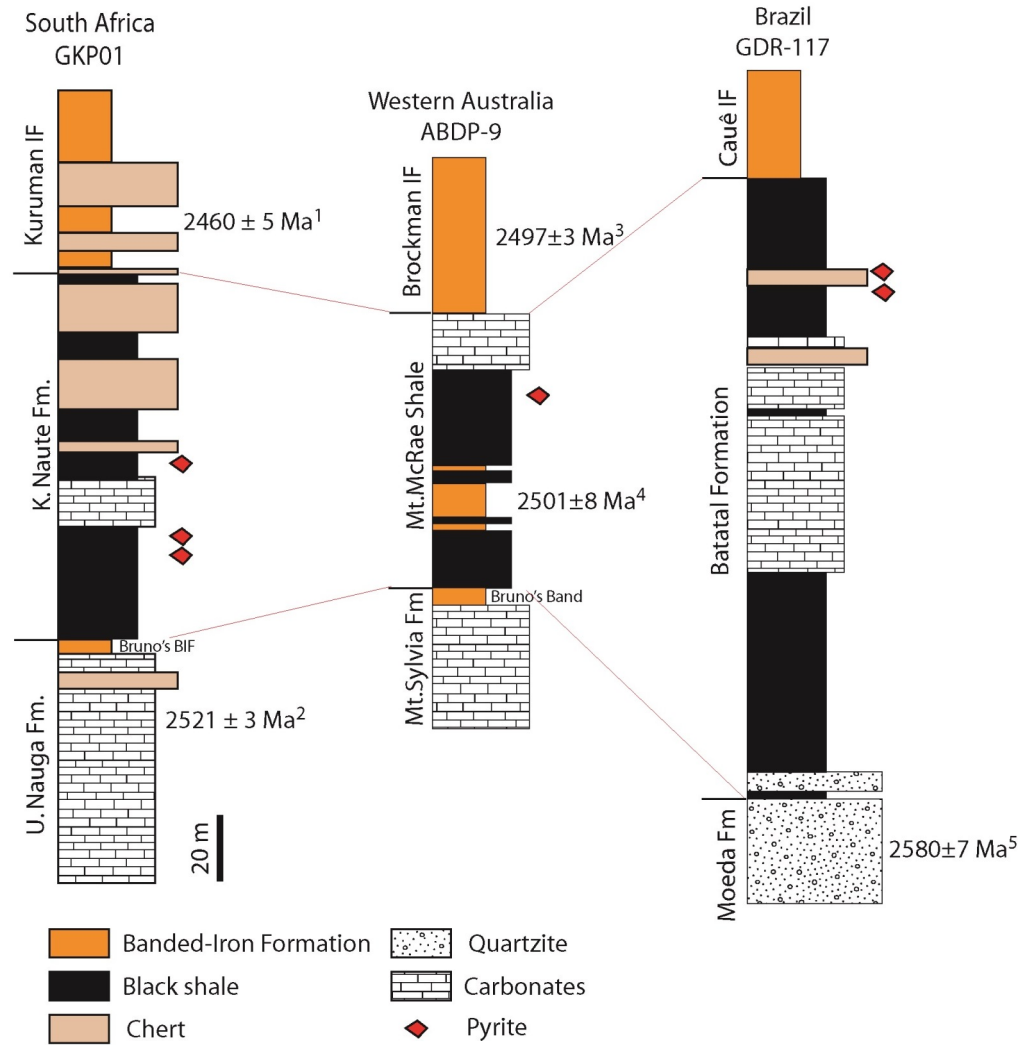 South Africa
GKP01
Kuruman IF
2460 ± 5 Ma1
K.Naute Fm.
Bruno's BIF
U.Nauga Fm.
2521 ± 3 Ma2
20 m
Western Australia
ABDP-9
Brockman IF
2497±3 Ma3
Mt.McRae Shale
2501±8 Ma4
Bruno's Band
Mt.Sylvia Fm
Brazil
GDR-117
Cauê IF
Batatal Formation
Moeda Fm
2580±7 Ma5
Banded-Iron Formation
Black shale
Chert
Quartzite
Carbonates
Pyrite